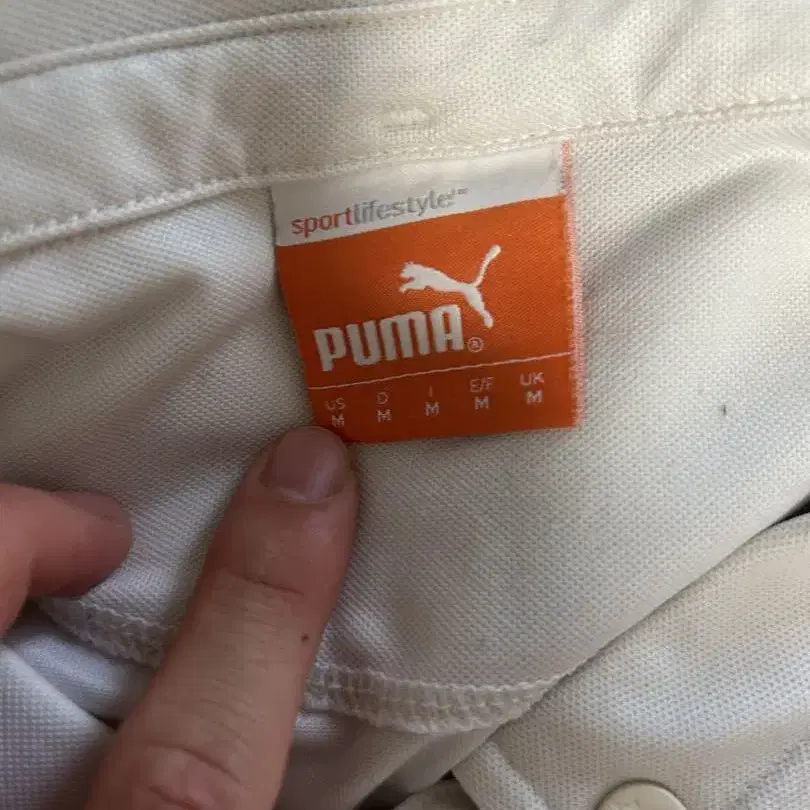 sportlifestyle™
PUMA®
US D I E/F UK
M M M M M